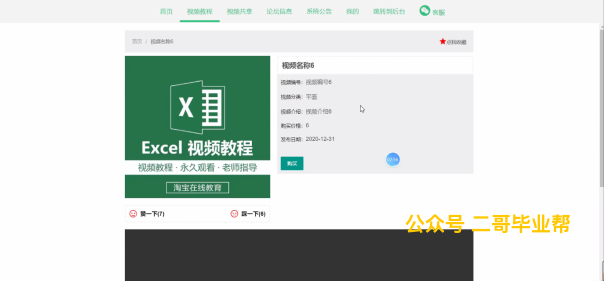 首页 视频教程 视频共享 论坛信息 系统公告 我的 跳转到后台 客服
首页 / 视频名称6
点我收藏
视频名称6
视频编号： 视频编号6
视频分类： 平面
视频介绍： 视频介绍6
购买价格： 6
发布日期： 2020-12-31
购买
X
Excel 视频教程
视频教程 · 永久观看 · 老师指导
淘宝在线教育
赞一下(7)
踩一下(6)
公众号 二哥毕业帮